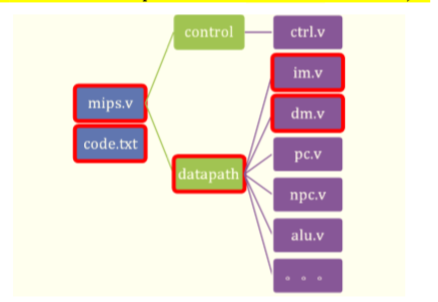 control
ctrl.v
im.v
mips.v
dm.v
code.txt
pc.v
datapath
npc.v
alu.v
。。。